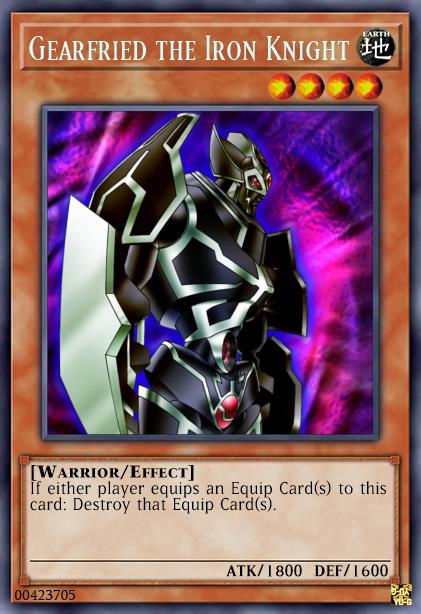 GEARFRIED THE IRON KNIGHT
EARTH
地
[WARRIOR/EFFECT]
If either player equips an Equip Card(s) to this
card: Destroy that Equip Card(s).
ATK/1800 DEF/1600
00423705